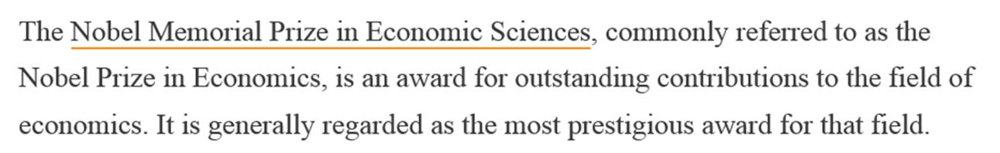 The Nobel Memorial Prize in Economic Sciences, commonly referred to as the
Nobel Prize in Economics, is an award for outstanding contributions to the field of
economics. It is generally regarded as the most prestigious award for that field.